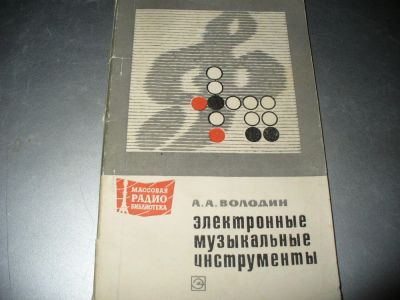 МАССОВАЯ
РАДИО
БИБЛИОТЕКА
А.А.ВОЛОДИН
электронные
музыкальные
инструменты